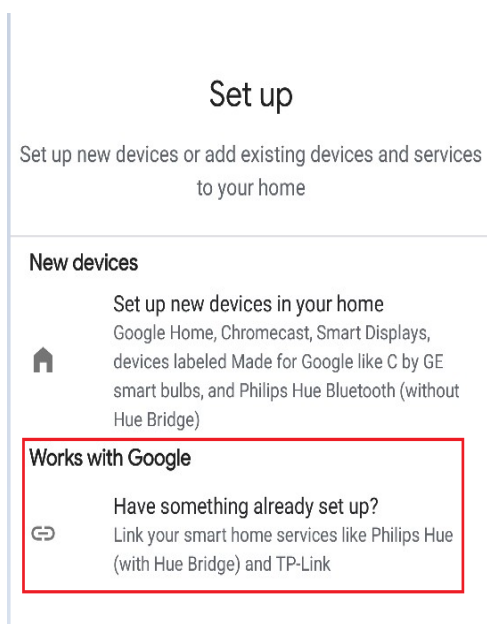 Set up
Set up new devices or add existing devices and services
to your home
New devices
Set up new devices in your home
Google Home, Chromecast, Smart Displays,
devices labeled Made for Google like C by GE
smart bulbs, and Philips Hue Bluetooth (without
Hue Bridge)
Works with Google
Have something already set up?
Link your smart home services like Philips Hue
(with Hue Bridge) and TP-Link